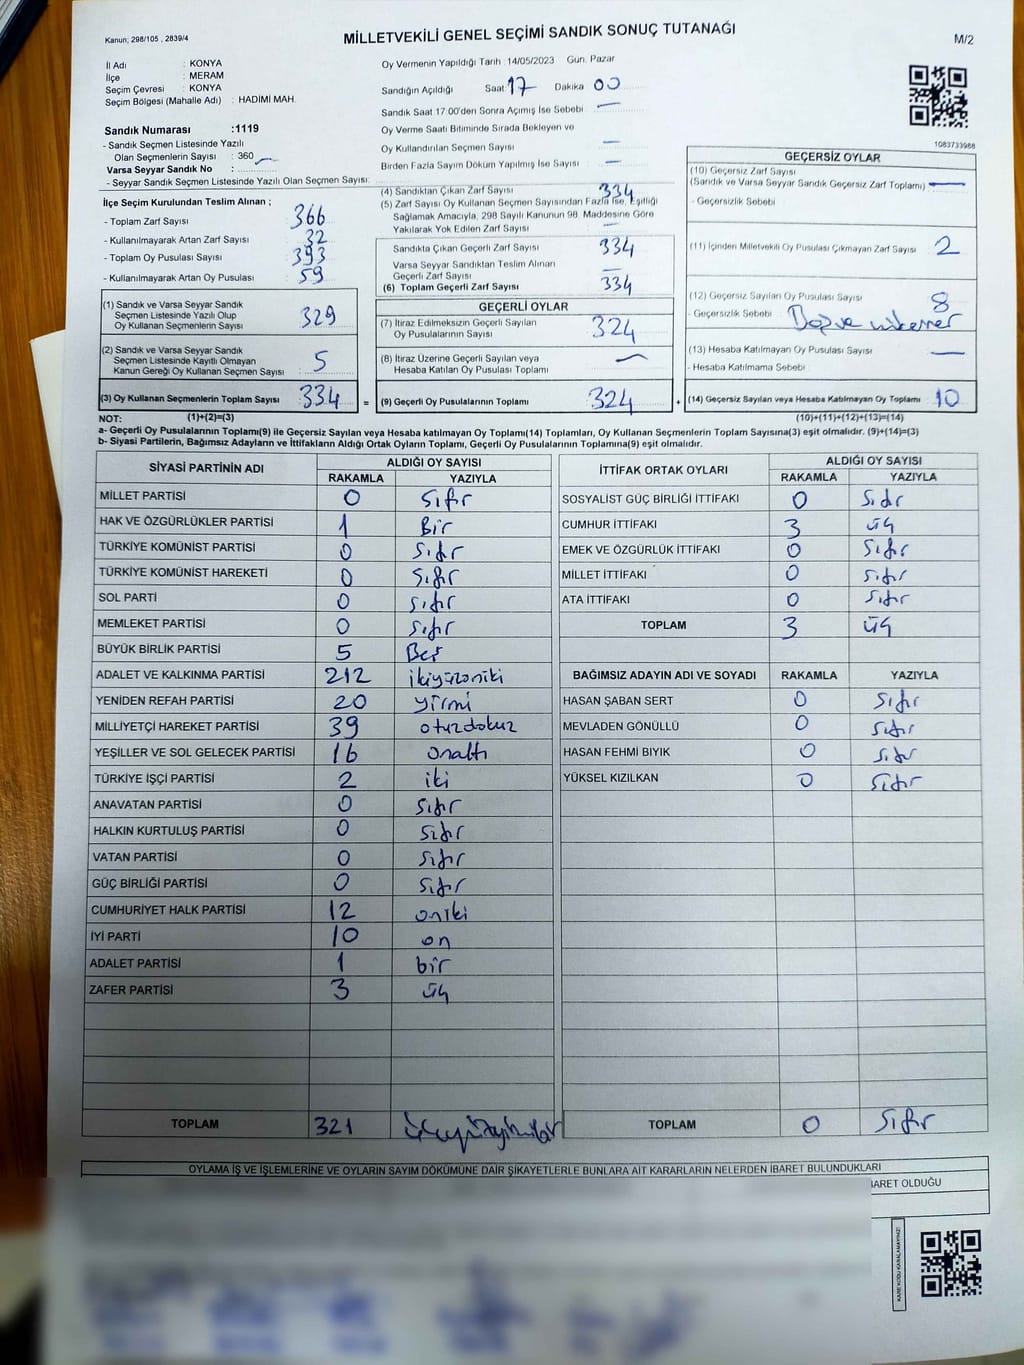 Kanun; 298/105 , 2839/4
MİLLETVEKİLİ GENEL SEÇİMİ SANDIK SONUÇ TUTANAĞI
M/2
İl Adı : KONYA
İlçe : MERAM
Seçim Çevresi : KONYA
Seçim Bölgesi (Mahalle Adı) : HADİMİ MAH.
Sandık Numarası :1119
- Sandık Seçmen Listesinde Yazılı
Olan Seçmenlerin Sayısı : 360
Varsa Seyyar Sandık No :
- Seyyar Sandık Seçmen Listesinde Yazılı Olan Seçmen Sayısı:
Oy Vermenin Yapıldığı Tarih : 14/05/2023 Gün: Pazar
Sandığın Açıldığı Saat 17 Dakika 00
Sandık Saat 17:00'den Sonra Açımış İse Sebebi —
Oy Verme Saati Bitiminde Sırada Bekleyen ve
Oy Kullandırılan Seçmen Sayısı —
Birden Fazla Sayım Döküm Yapılmış İse Sayısı —
1083733988
İlçe Seçim Kurulundan Teslim Alınan ;
- Toplam Zarf Sayısı 366
- Kullanılmayarak Artan Zarf Sayısı 32
- Toplam Oy Pusulası Sayısı 393
- Kullanılmayarak Artan Oy Pusulası 59
(1) Sandık ve Varsa Seyyar Sandık
Seçmen Listesinde Yazılı Olup
Oy Kullanan Seçmenlerin Sayısı 329
(2) Sandık ve Varsa Seyyar Sandık
Seçmen Listesinde Kayıtlı Olmayan
Kanun Gereği Oy Kullanan Seçmen Sayısı 5
(3) Oy Kullanan Seçmenlerin Toplam Sayısı 334 =
(4) Sandıktan Çıkan Zarf Sayısı 334
(5) Zarf Sayısı Oy Kullanan Seçmen Sayısından Fazla İse, Eşitliği
Sağlamak Amacıyla, 298 Sayılı Kanunun 98. Maddesine Göre
Yakılarak Yok Edilen Zarf Sayısı —
Sandıkta Çıkan Geçerli Zarf Sayısı 334
Varsa Seyyar Sandıktan Teslim Alınan
Geçerli Zarf Sayısı —
(6) Toplam Geçerli Zarf Sayısı 334
GEÇERLİ OYLAR
(7) İtiraz Edilmeksizin Geçerli Sayılan
Oy Pusulalarının Sayısı 324
(8) İtiraz Üzerine Geçerli Sayılan veya
Hesaba Katılan Oy Pusulası Toplamı —
(9) Geçerli Oy Pusulalarının Toplamı 324 +
GEÇERSİZ OYLAR
(10) Geçersiz Zarf Sayısı
(Sandık ve Varsa Seyyar Sandık Geçersiz Zarf Toplamı) —
- Geçersizlik Sebebi
(11) İçinden Milletvekili Oy Pusulası Çıkmayan Zarf Sayısı 2
(12) Geçersiz Sayılan Oy Pusulası Sayısı 8
- Geçersizlik Sebebi
(13) Hesaba Katılmayan Oy Pusulası Sayısı —
- Hesaba Katılmama Sebebi
(14) Geçersiz Sayılan veya Hesaba Katılmayan Oy Toplamı 10
NOT: (1)+(2)=(3) (10)+(11)+(12)+(13)=(14)
a- Geçerli Oy Pusulalarının Toplamı(9) ile Geçersiz Sayılan veya Hesaba katılmayan Oy Toplamı(14) Toplamları, Oy Kullanan Seçmenlerin Toplam Sayısına(3) eşit olmalıdır. (9)+(14)=(3)
b- Siyasi Partilerin, Bağımsız Adayların ve İttifakların Aldığı Ortak Oyların Toplamı, Geçerli Oy Pusulalarının Toplamına(9) eşit olmalıdır.
SİYASİ PARTİNİN ADI ALDIĞI OY SAYISI
RAKAMLA YAZIYLA
MİLLET PARTİSİ 0 Sıfır
HAK VE ÖZGÜRLÜKLER PARTİSİ 1 Bir
TÜRKİYE KOMÜNİST PARTİSİ 0 Sıfır
TÜRKİYE KOMÜNİST HAREKETİ 0 Sıfır
SOL PARTİ 0 Sıfır
MEMLEKET PARTİSİ 0 Sıfır
BÜYÜK BİRLİK PARTİSİ 5 Beş
ADALET VE KALKINMA PARTİSİ 212 ikiyüzoniki
YENİDEN REFAH PARTİSİ 20 yirmi
MİLLİYETÇİ HAREKET PARTİSİ 39 otuzdokuz
YEŞİLLER VE SOL GELECEK PARTİSİ 16 onaltı
TÜRKİYE İŞÇİ PARTİSİ 2 iki
ANAVATAN PARTİSİ 0 Sıfır
HALKIN KURTULUŞ PARTİSİ 0 Sıfır
VATAN PARTİSİ 0 Sıfır
GÜÇ BİRLİĞİ PARTİSİ 0 Sıfır
CUMHURİYET HALK PARTİSİ 12 oniki
İYİ PARTİ 10 on
ADALET PARTİSİ 1 bir
ZAFER PARTİSİ 3 üç
TOPLAM 321
İTTİFAK ORTAK OYLARI ALDIĞI OY SAYISI
RAKAMLA YAZIYLA
SOSYALİST GÜÇ BİRLİĞİ İTTİFAKI 0 Sıfır
CUMHUR İTTİFAKI 3 üç
EMEK VE ÖZGÜRLÜK İTTİFAKI 0 Sıfır
MİLLET İTTİFAKI 0 Sıfır
ATA İTTİFAKI 0 Sıfır
TOPLAM 3 üç
BAĞIMSIZ ADAYIN ADI VE SOYADI RAKAMLA YAZIYLA
HASAN ŞABAN SERT 0 Sıfır
MEVLADEN GÖNÜLLÜ 0 Sıfır
HASAN FEHMİ BIYIK 0 Sıfır
YÜKSEL KIZILKAN 0 Sıfır
TOPLAM 0 Sıfır
OYLAMA İŞ VE İŞLEMLERİNE VE OYLARIN SAYIM DÖKÜMÜNE DAİR ŞİKAYETLERLE BUNLARA AİT KARARLARIN NELERDEN İBARET BULUNDUKLARI
OLDUĞU